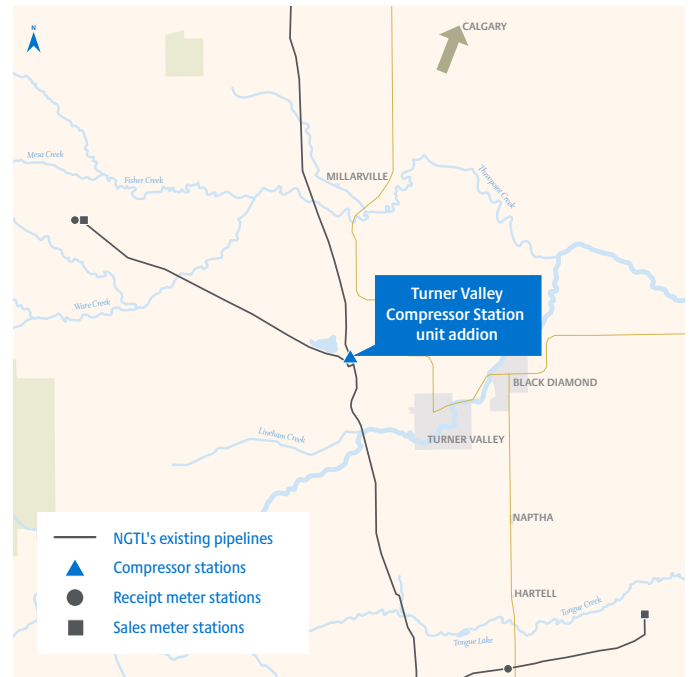 N
CALGARY
Mesa Creek
Fisher Creek
MILLARVILLE
Threepoint Creek
Ware Creek
Turner Valley
Compressor Station
unit addion
BLACK DIAMOND
Lineham Creek
TURNER VALLEY
NAPTHA
HARTELL
Tongue Creek
Tongue Lake
NGTL's existing pipelines
Compressor stations
Receipt meter stations
Sales meter stations